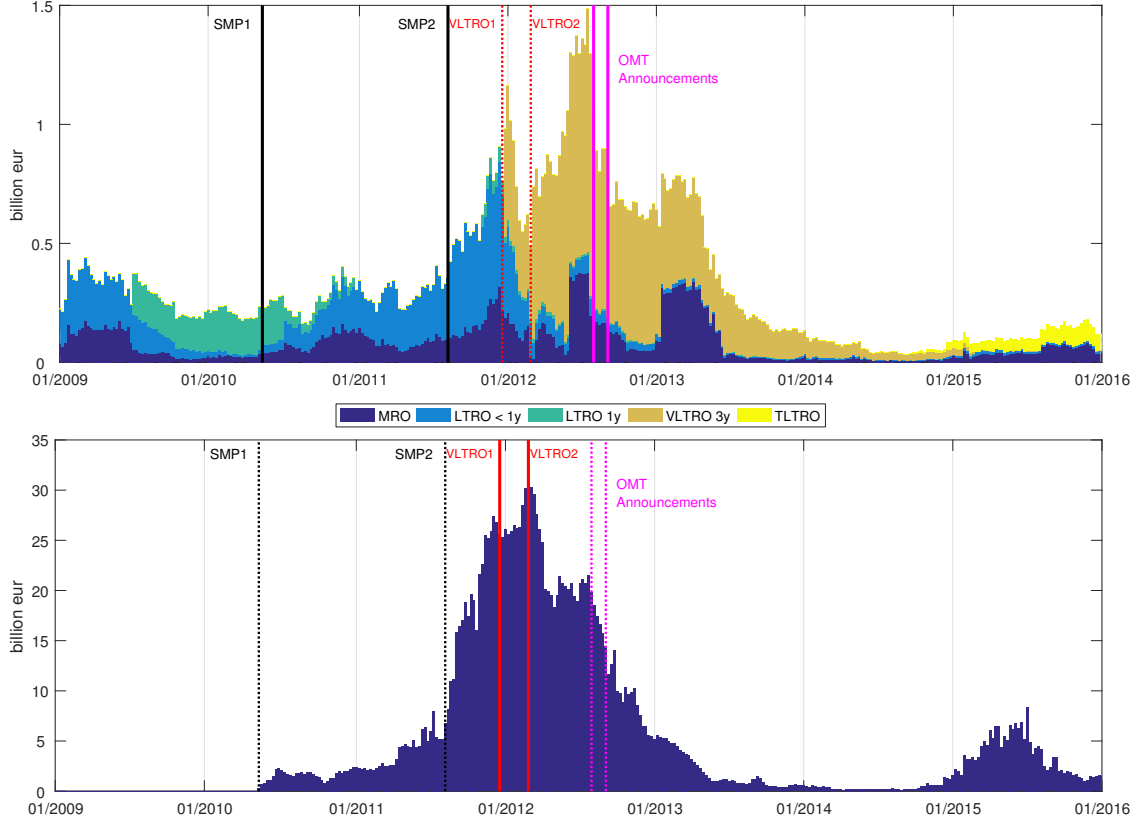 1.5
1
0.5
0
billion eur
SMP1
SMP2
VLTRO1
VLTRO2
OMT
Announcements
01/2009
01/2010
01/2011
01/2012
01/2013
01/2014
01/2015
01/2016
MRO
LTRO < 1y
LTRO 1y
VLTRO 3y
TLTRO
35
30
25
20
15
10
5
0
billion eur
SMP1
SMP2
VLTRO1
VLTRO2
OMT
Announcements
01/2009
01/2010
01/2011
01/2012
01/2013
01/2014
01/2015
01/2016